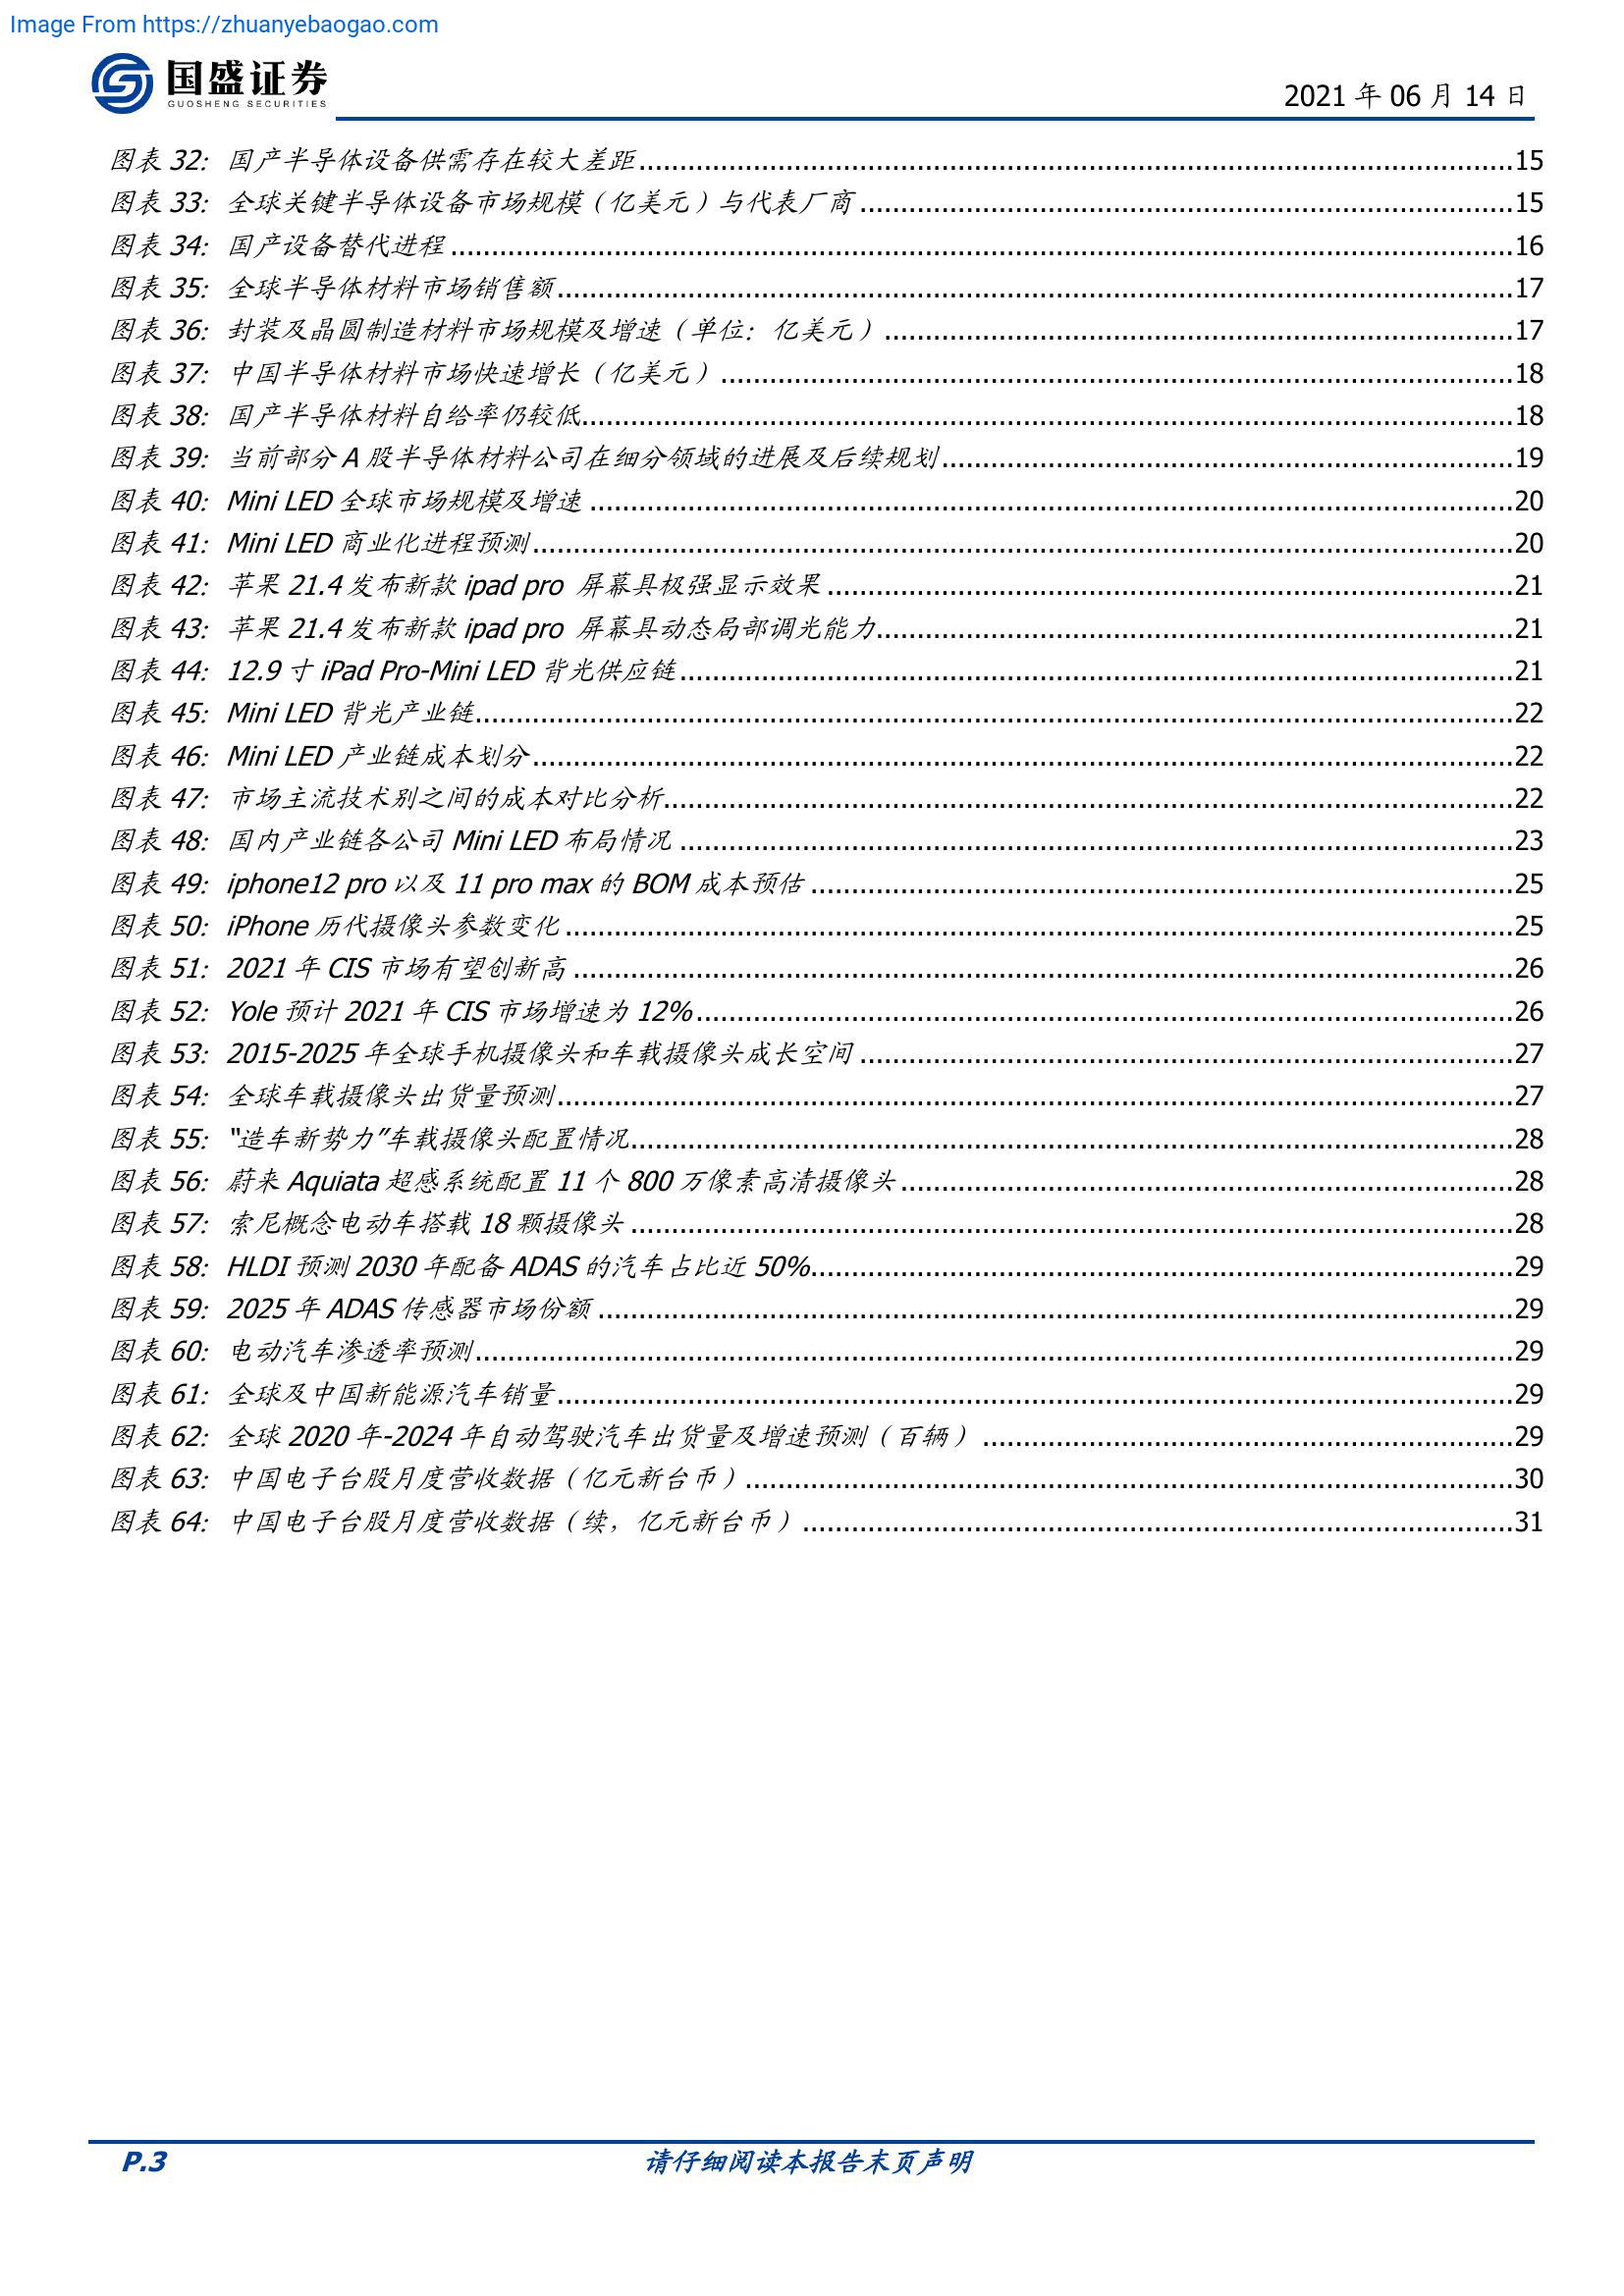 Image From https://zhuanyebaogao.com
国盛证券
GUOSHENG SECURITIES
2021 年 06 月 14 日
图表 32: 国产半导体设备供需存在较大差距 15
图表 33: 全球关键半导体设备市场规模（亿美元）与代表厂商 15
图表 34: 国产设备替代进程 16
图表 35: 全球半导体材料市场销售额 17
图表 36: 封装及晶圆制造材料市场规模及增速（单位：亿美元） 17
图表 37: 中国半导体材料市场快速增长（亿美元） 18
图表 38: 国产半导体材料自给率仍较低 18
图表 39: 当前部分 A 股半导体材料公司在细分领域的进展及后续规划 19
图表 40: Mini LED 全球市场规模及增速 20
图表 41: Mini LED 商业化进程预测 20
图表 42: 苹果 21.4 发布新款 ipad pro 屏幕具极强显示效果 21
图表 43: 苹果 21.4 发布新款 ipad pro 屏幕具动态局部调光能力 21
图表 44: 12.9 寸 iPad Pro-Mini LED 背光供应链 21
图表 45: Mini LED 背光产业链 22
图表 46: Mini LED 产业链成本划分 22
图表 47: 市场主流技术别之间的成本对比分析 22
图表 48: 国内产业链各公司 Mini LED 布局情况 23
图表 49: iphone12 pro 以及 11 pro max 的 BOM 成本预估 25
图表 50: iPhone 历代摄像头参数变化 25
图表 51: 2021 年 CIS 市场有望创新高 26
图表 52: Yole 预计 2021 年 CIS 市场增速为 12% 26
图表 53: 2015-2025 年全球手机摄像头和车载摄像头成长空间 27
图表 54: 全球车载摄像头出货量预测 27
图表 55: “造车新势力”车载摄像头配置情况 28
图表 56: 蔚来 Aquiata 超感系统配置 11 个 800 万像素高清摄像头 28
图表 57: 索尼概念电动车搭载 18 颗摄像头 28
图表 58: HLDI 预测 2030 年配备 ADAS 的汽车占比近 50% 29
图表 59: 2025 年 ADAS 传感器市场份额 29
图表 60: 电动汽车渗透率预测 29
图表 61: 全球及中国新能源汽车销量 29
图表 62: 全球 2020 年-2024 年自动驾驶汽车出货量及增速预测（百辆） 29
图表 63: 中国电子台股月度营收数据（亿元新台币） 30
图表 64: 中国电子台股月度营收数据（续，亿元新台币） 31
P.3
请仔细阅读本报告末页声明